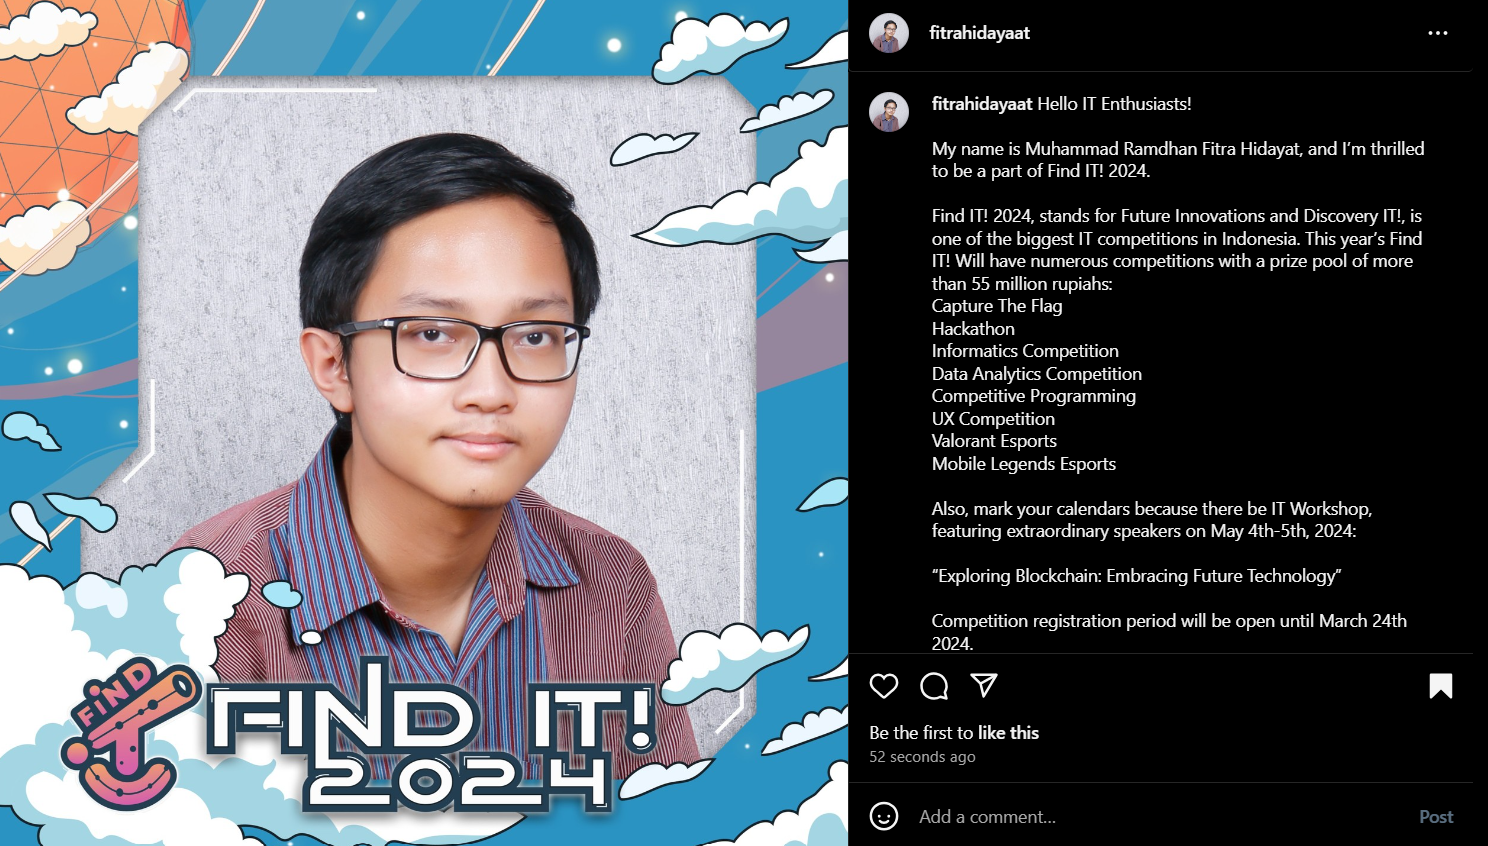 FIND
FIND IT!
2024
fitrahidayaat
fitrahidayaat Hello IT Enthusiasts!
My name is Muhammad Ramdhan Fitra Hidayat, and I’m thrilled
to be a part of Find IT! 2024.
Find IT! 2024, stands for Future Innovations and Discovery IT!, is
one of the biggest IT competitions in Indonesia. This year’s Find
IT! Will have numerous competitions with a prize pool of more
than 55 million rupiahs:
Capture The Flag
Hackathon
Informatics Competition
Data Analytics Competition
Competitive Programming
UX Competition
Valorant Esports
Mobile Legends Esports
Also, mark your calendars because there be IT Workshop,
featuring extraordinary speakers on May 4th-5th, 2024:
“Exploring Blockchain: Embracing Future Technology”
Competition registration period will be open until March 24th
2024.
Be the first to like this
52 seconds ago
Add a comment...
Post